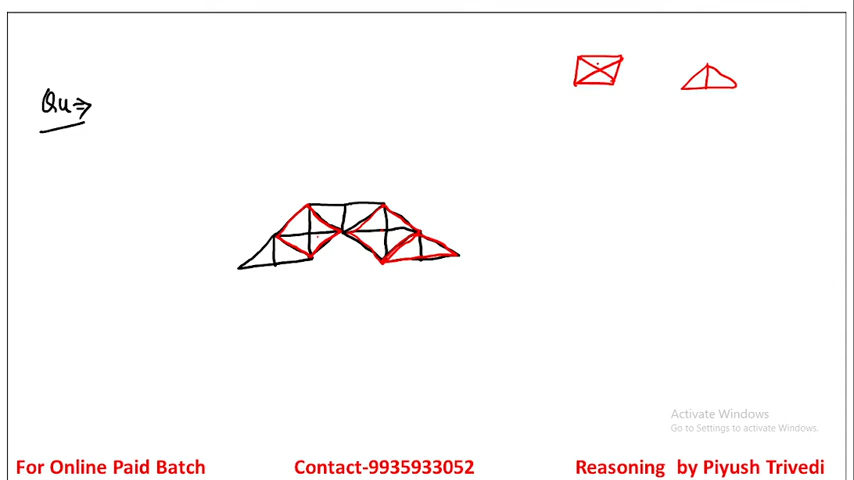 Qu⇒
Activate Windows
Go to Settings to activate Windows.
For Online Paid Batch Contact-9935933052 Reasoning by Piyush Trivedi